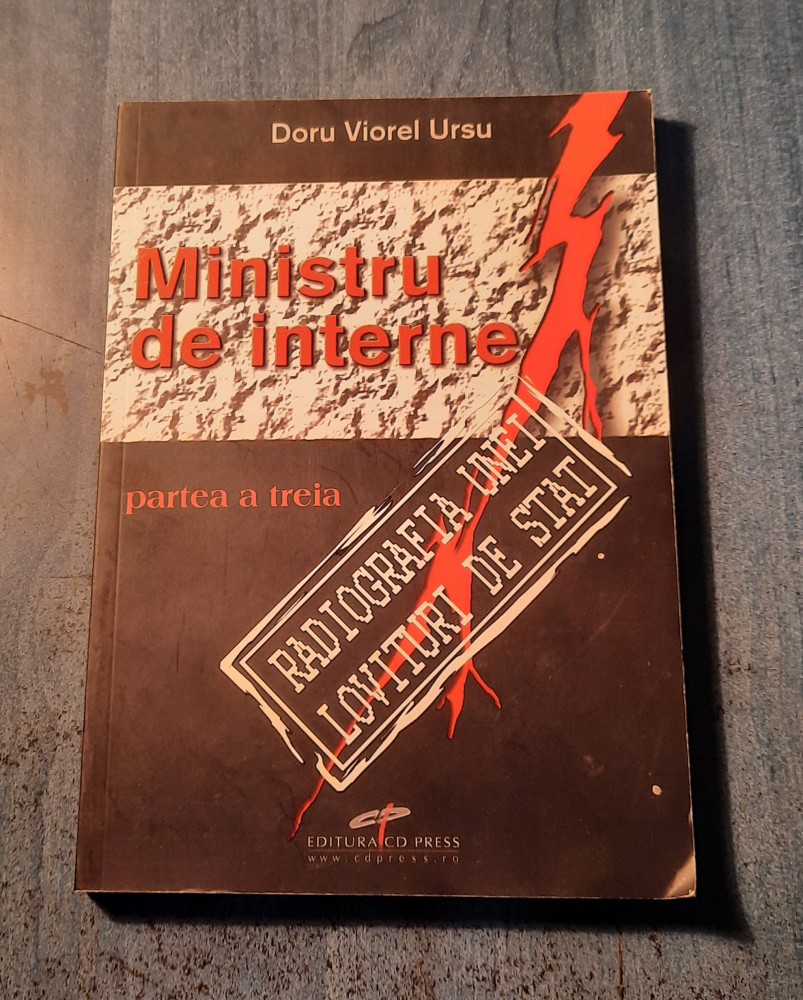 Doru Viorel Ursu
Ministru
de interne
partea a treia
RADIOGRAFIA UNEI
LOVITURI DE STAT
EDITURA CD PRESS
www.cdpress.ro